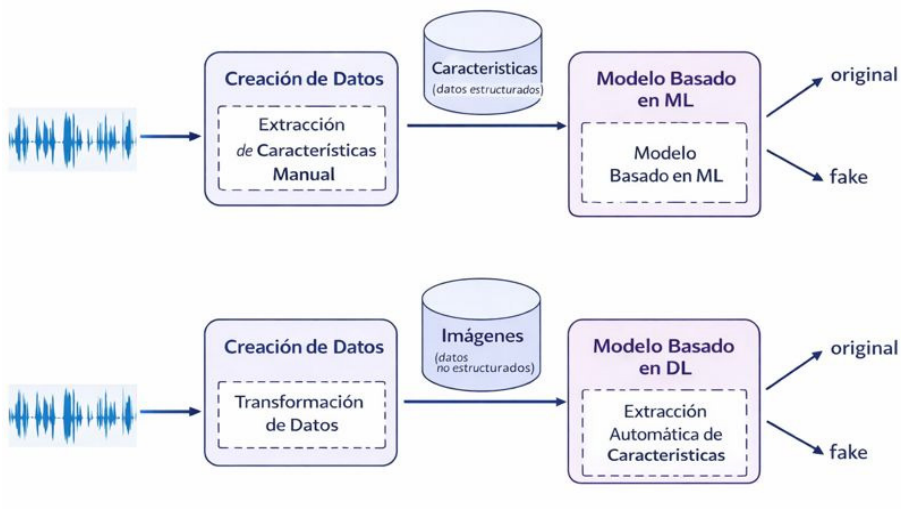 Creación de Datos
Extracción
de Características
Manual
Caracteristicas
(datos estructurados)
Modelo Basado
en ML
Modelo
Basado en ML
original
fake
Creación de Datos
Transformación
de Datos
Imágenes
(datos
no estructurados)
Modelo Basado
en DL
Extracción
Automática de
Caracteristicas
original
fake